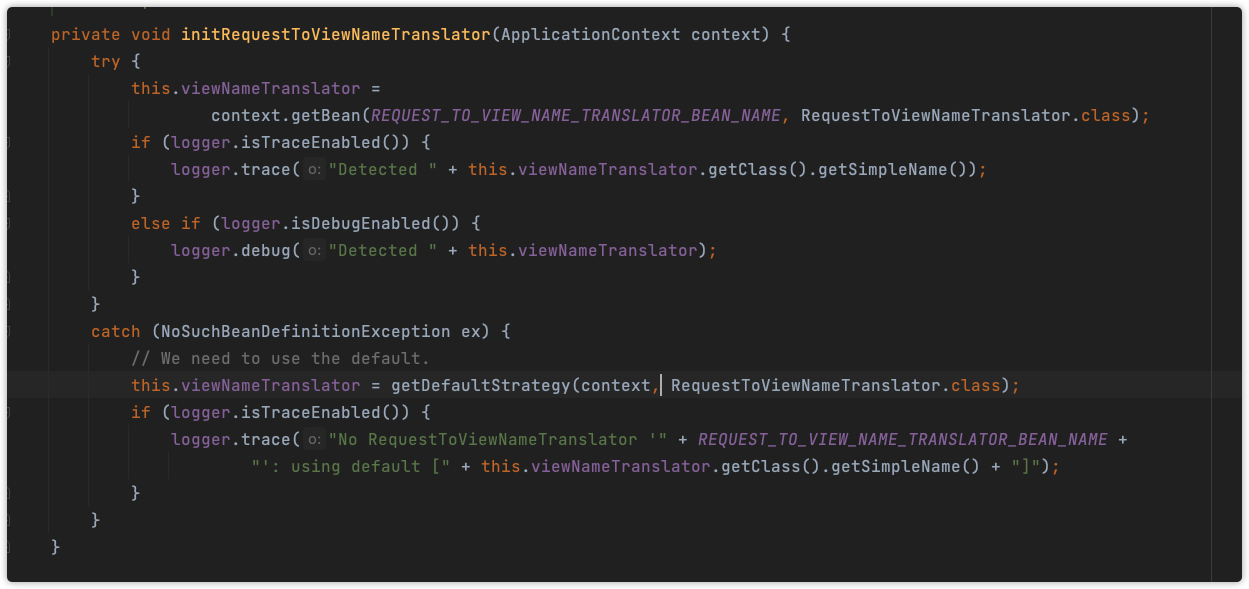 private void initRequestToViewNameTranslator(ApplicationContext context) {
try {
this.viewNameTranslator =
context.getBean(REQUEST_TO_VIEW_NAME_TRANSLATOR_BEAN_NAME, RequestToViewNameTranslator.class);
if (logger.isTraceEnabled()) {
logger.trace( o: "Detected " + this.viewNameTranslator.getClass().getSimpleName());
}
else if (logger.isDebugEnabled()) {
logger.debug( o: "Detected " + this.viewNameTranslator);
}
}
catch (NoSuchBeanDefinitionException ex) {
// We need to use the default.
this.viewNameTranslator = getDefaultStrategy(context, RequestToViewNameTranslator.class);
if (logger.isTraceEnabled()) {
logger.trace( o: "No RequestToViewNameTranslator '" + REQUEST_TO_VIEW_NAME_TRANSLATOR_BEAN_NAME +
"': using default [" + this.viewNameTranslator.getClass().getSimpleName() + "]");
}
}
}